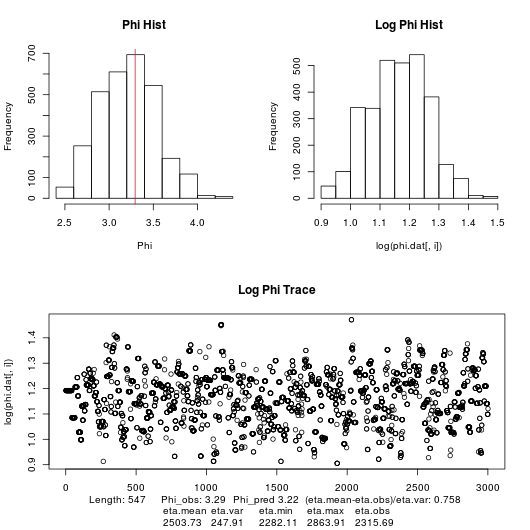 Phi Hist
Frequency
0 100 300 500 700
2.5 3.0 3.5 4.0
Phi
Log Phi Hist
Frequency
0 100 200 300 400 500
0.9 1.0 1.1 1.2 1.3 1.4 1.5
log(phi.dat[, i])
Log Phi Trace
log(phi.dat[, i])
0.9 1.0 1.1 1.2 1.3 1.4
0 500 1000 1500 2000 2500 3000
Length: 547 Phi_obs: 3.29 Phi_pred 3.22 (eta.mean-eta.obs)/eta.var: 0.758
eta.mean eta.var eta.min eta.max eta.obs
2503.73 247.91 2282.11 2863.91 2315.69